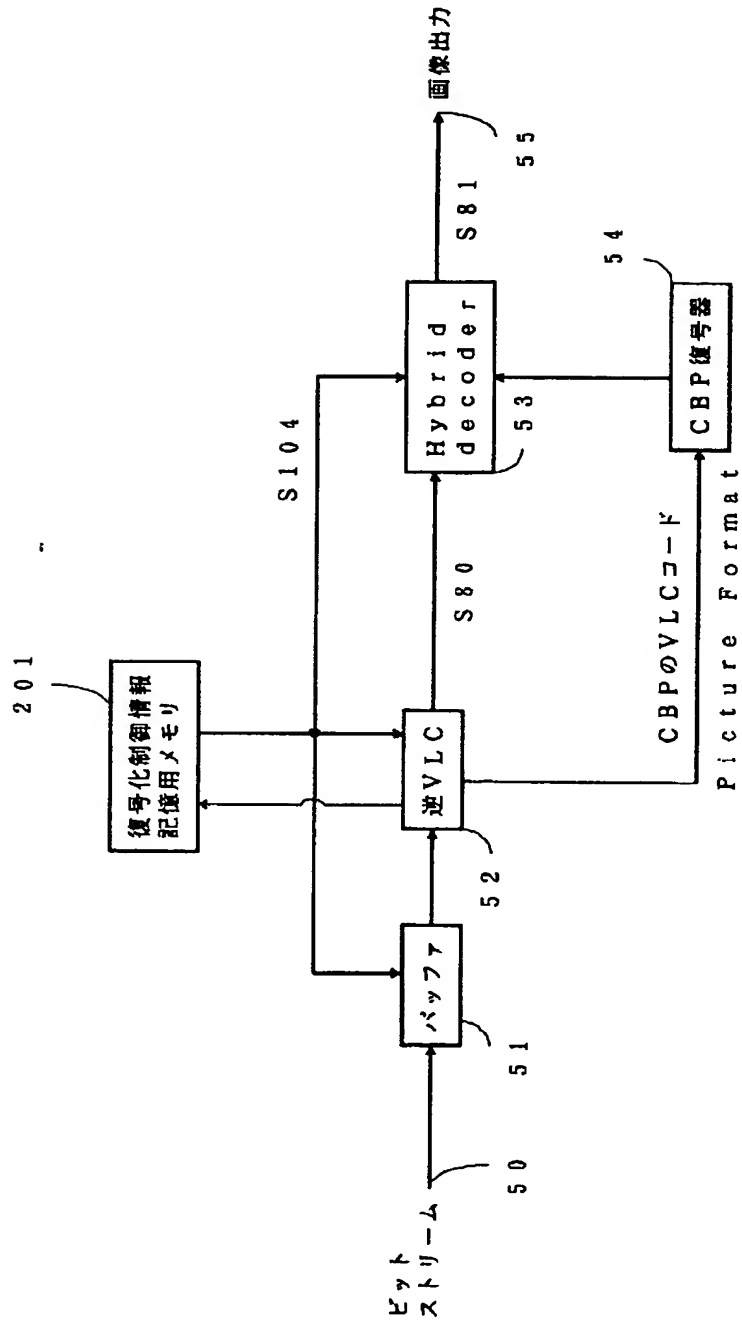 201
復号化制御情報
記憶用メモリ
S104
ビット
ストリーム
50
バッファ
51
逆VLC
52
S80
Hybrid
decoder
53
S81
画像出力
55
CBPのVLCコード
Picture Format
CBP復号器
54